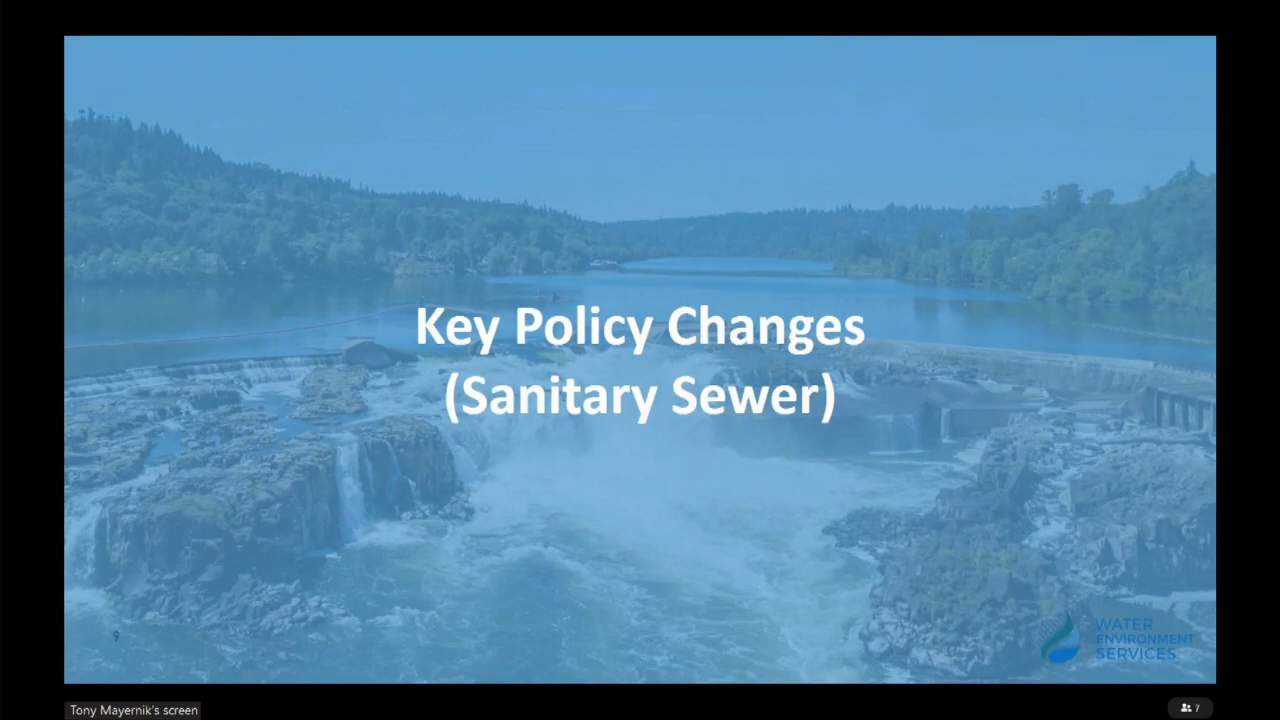 Key Policy Changes
(Sanitary Sewer)
9
WATER
ENVIRONMENT
SERVICES
Tony Mayernik's screen
7